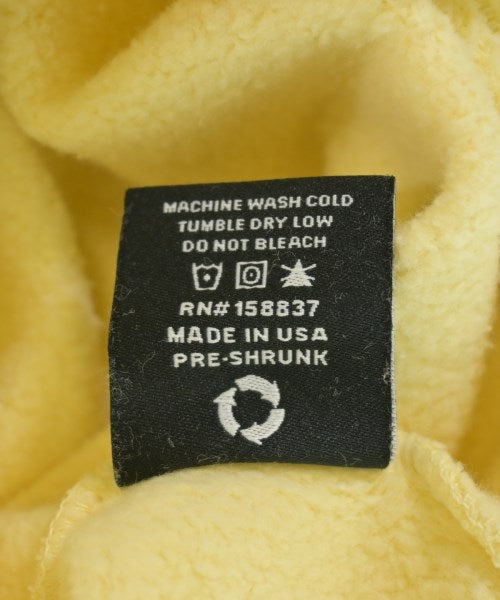 MACHINE WASH COLD
TUMBLE DRY LOW
DO NOT BLEACH
RN# 158837
MADE IN USA
PRE-SHRUNK